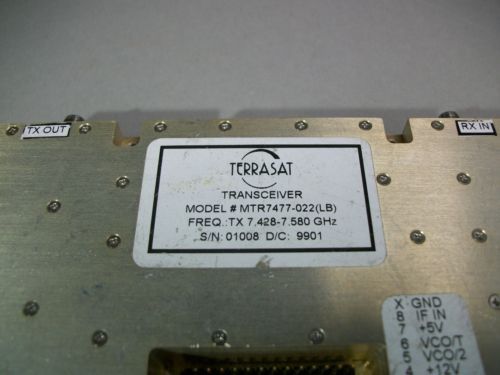 TX OUT
RX IN
TERRASAT
TRANSCEIVER
MODEL # MTR7477-022(LB)
FREQ.:TX 7.428-7.580 GHz
S/N: 01008 D/C: 9901
X GND
8 IF IN
7 +5V
6 VCO/T
5 VCO/2
4 +12V